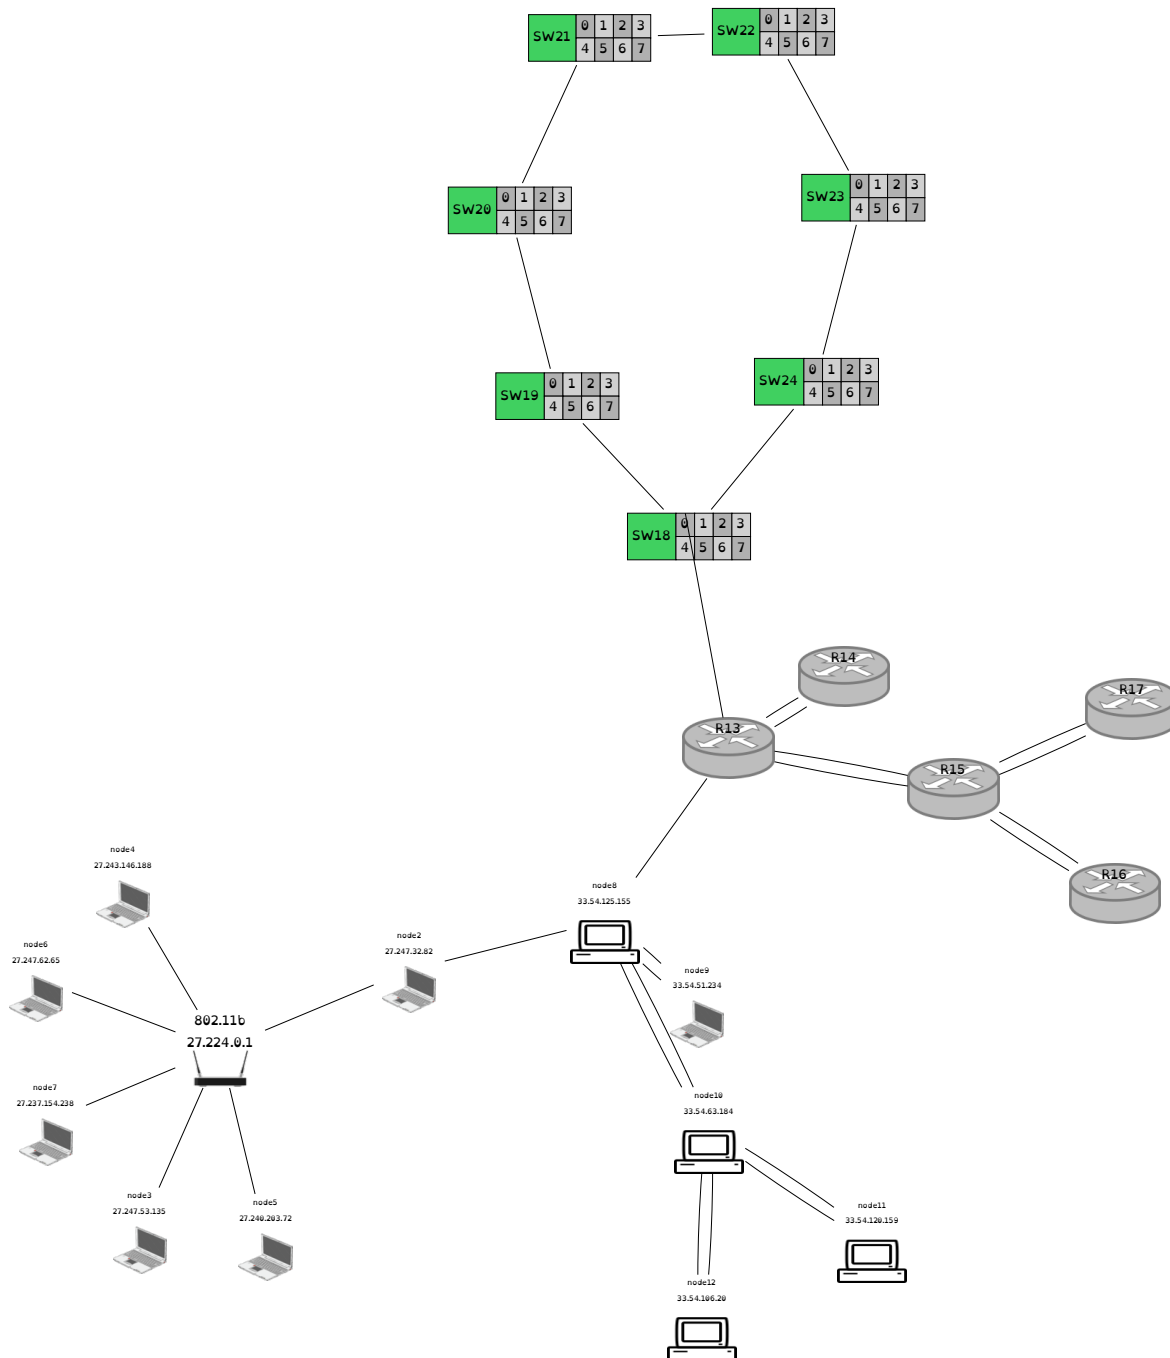 SW21
0 1 2 3
4 5 6 7
SW22
0 1 2 3
4 5 6 7
SW20
0 1 2 3
4 5 6 7
SW23
0 1 2 3
4 5 6 7
SW19
0 1 2 3
4 5 6 7
SW24
0 1 2 3
4 5 6 7
SW18
0 1 2 3
4 5 6 7
R14
R17
R13
R15
R16
node4
27.243.146.188
node8
33.54.125.155
node6
27.247.62.65
node2
27.247.32.82
node9
33.54.51.234
802.11b
27.224.0.1
node7
27.237.154.238
node10
33.54.63.184
node3
27.247.53.135
node5
27.240.203.72
node11
33.54.120.159
node12
33.54.106.20